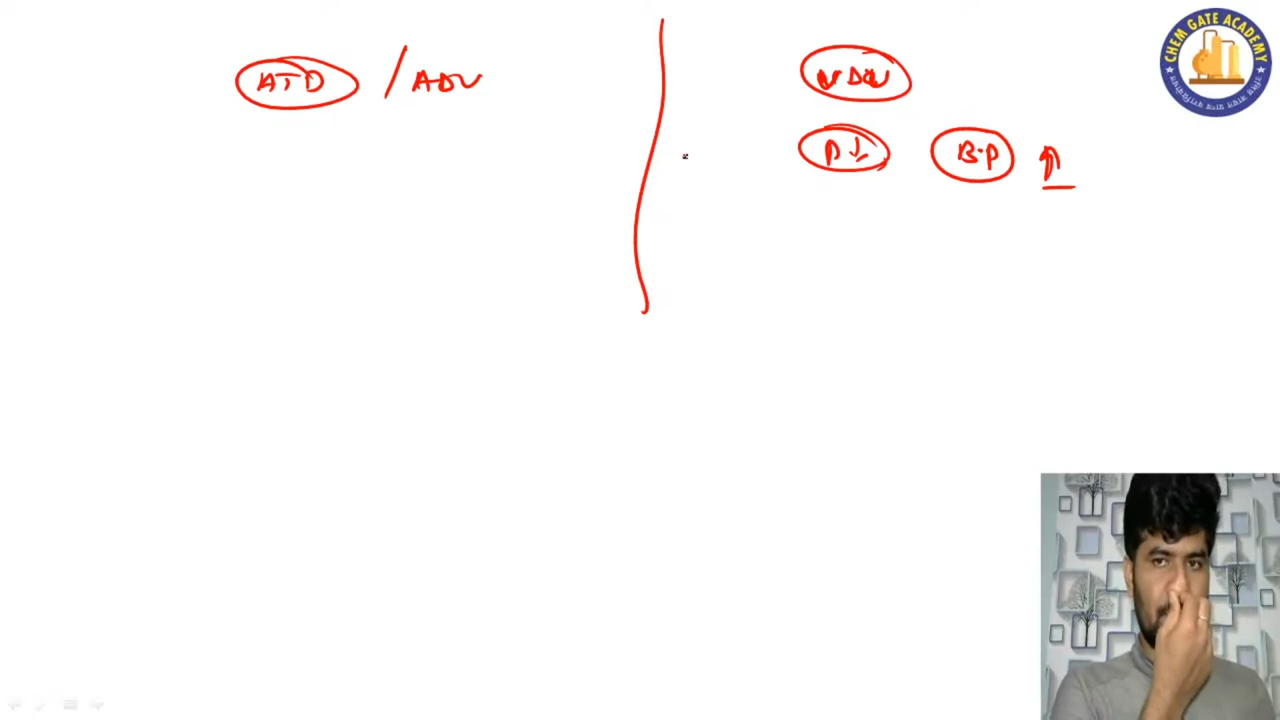 ATD / ADU
VDU
P↓ B.P ↑
CHEM GATE ACADEMY